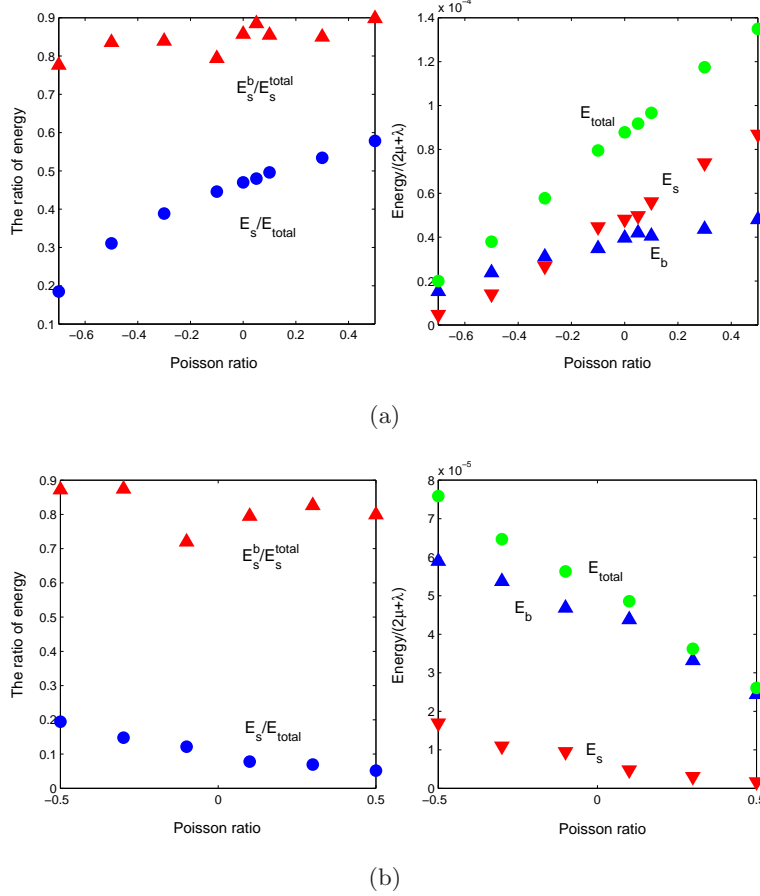 0.9
0.8
0.7
0.6
0.5
0.4
0.3
0.2
0.1
The ratio of energy
E_s^b/E_s^total
E_s/E_total
−0.6 −0.4 −0.2 0 0.2 0.4
Poisson ratio
x 10^−4
1.4
1.2
1
0.8
0.6
0.4
0.2
0
Energy/(2μ+λ)
E_total
E_s
E_b
−0.6 −0.4 −0.2 0 0.2 0.4
Poisson ratio
(a)
0.9
0.8
0.7
0.6
0.5
0.4
0.3
0.2
0.1
0
The ratio of energy
E_s^b/E_s^total
E_s/E_total
−0.5 0 0.5
Poisson ratio
x 10^−5
8
7
6
5
4
3
2
1
0
Energy/(2μ+λ)
E_total
E_b
E_s
−0.5 0 0.5
Poisson ratio
(b)